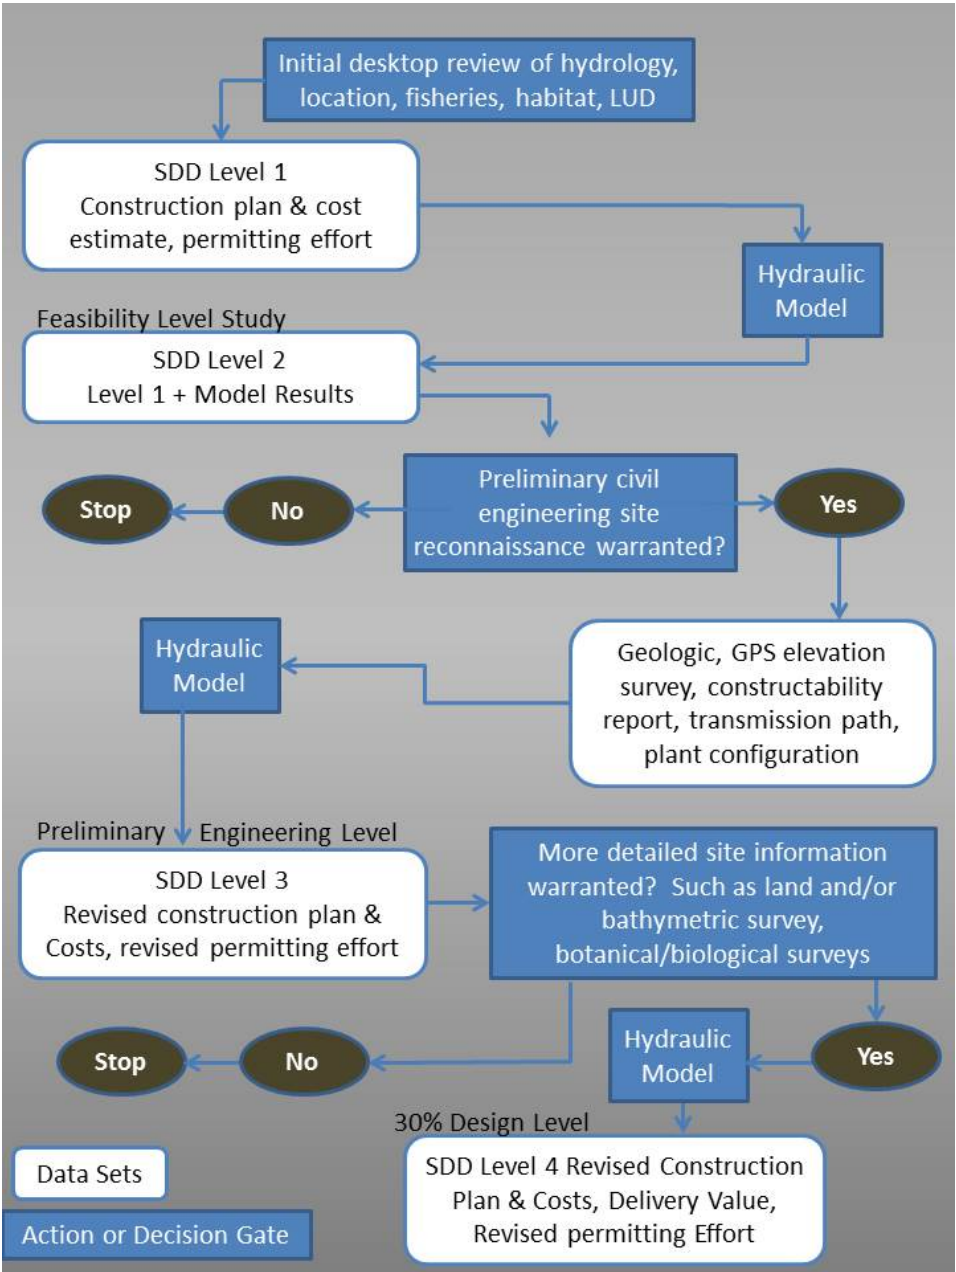 Initial desktop review of hydrology,
location, fisheries, habitat, LUD
SDD Level 1
Construction plan & cost
estimate, permitting effort
Hydraulic
Model
Feasibility Level Study
SDD Level 2
Level 1 + Model Results
Preliminary civil
engineering site
reconnaissance warranted?
Stop
No
Yes
Geologic, GPS elevation
survey, constructability
report, transmission path,
plant configuration
Hydraulic
Model
Preliminary Engineering Level
SDD Level 3
Revised construction plan &
Costs, revised permitting effort
More detailed site information
warranted? Such as land and/or
bathymetric survey,
botanical/biological surveys
Stop
No
Hydraulic
Model
Yes
30% Design Level
SDD Level 4 Revised Construction
Plan & Costs, Delivery Value,
Revised permitting Effort
Data Sets
Action or Decision Gate